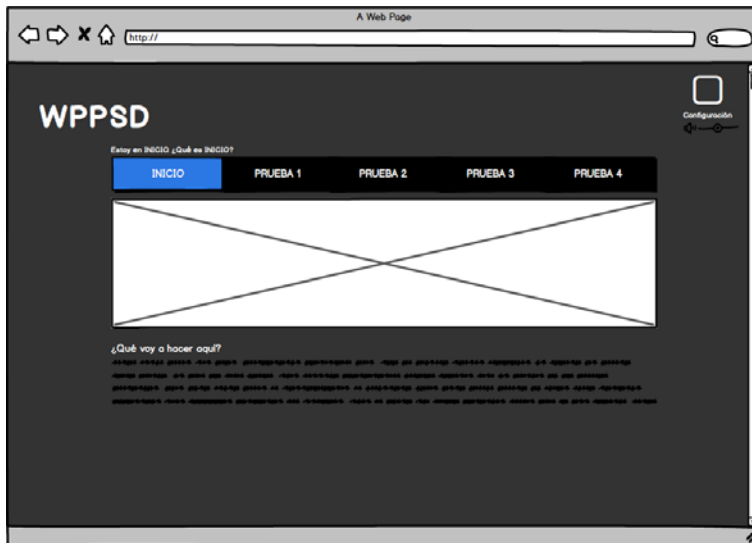 A Web Page
http://
WPPSD
Configuración
Estoy en INICIO ¿Qué es INICIO?
INICIO PRUEBA 1 PRUEBA 2 PRUEBA 3 PRUEBA 4
¿Qué voy a hacer aquí?